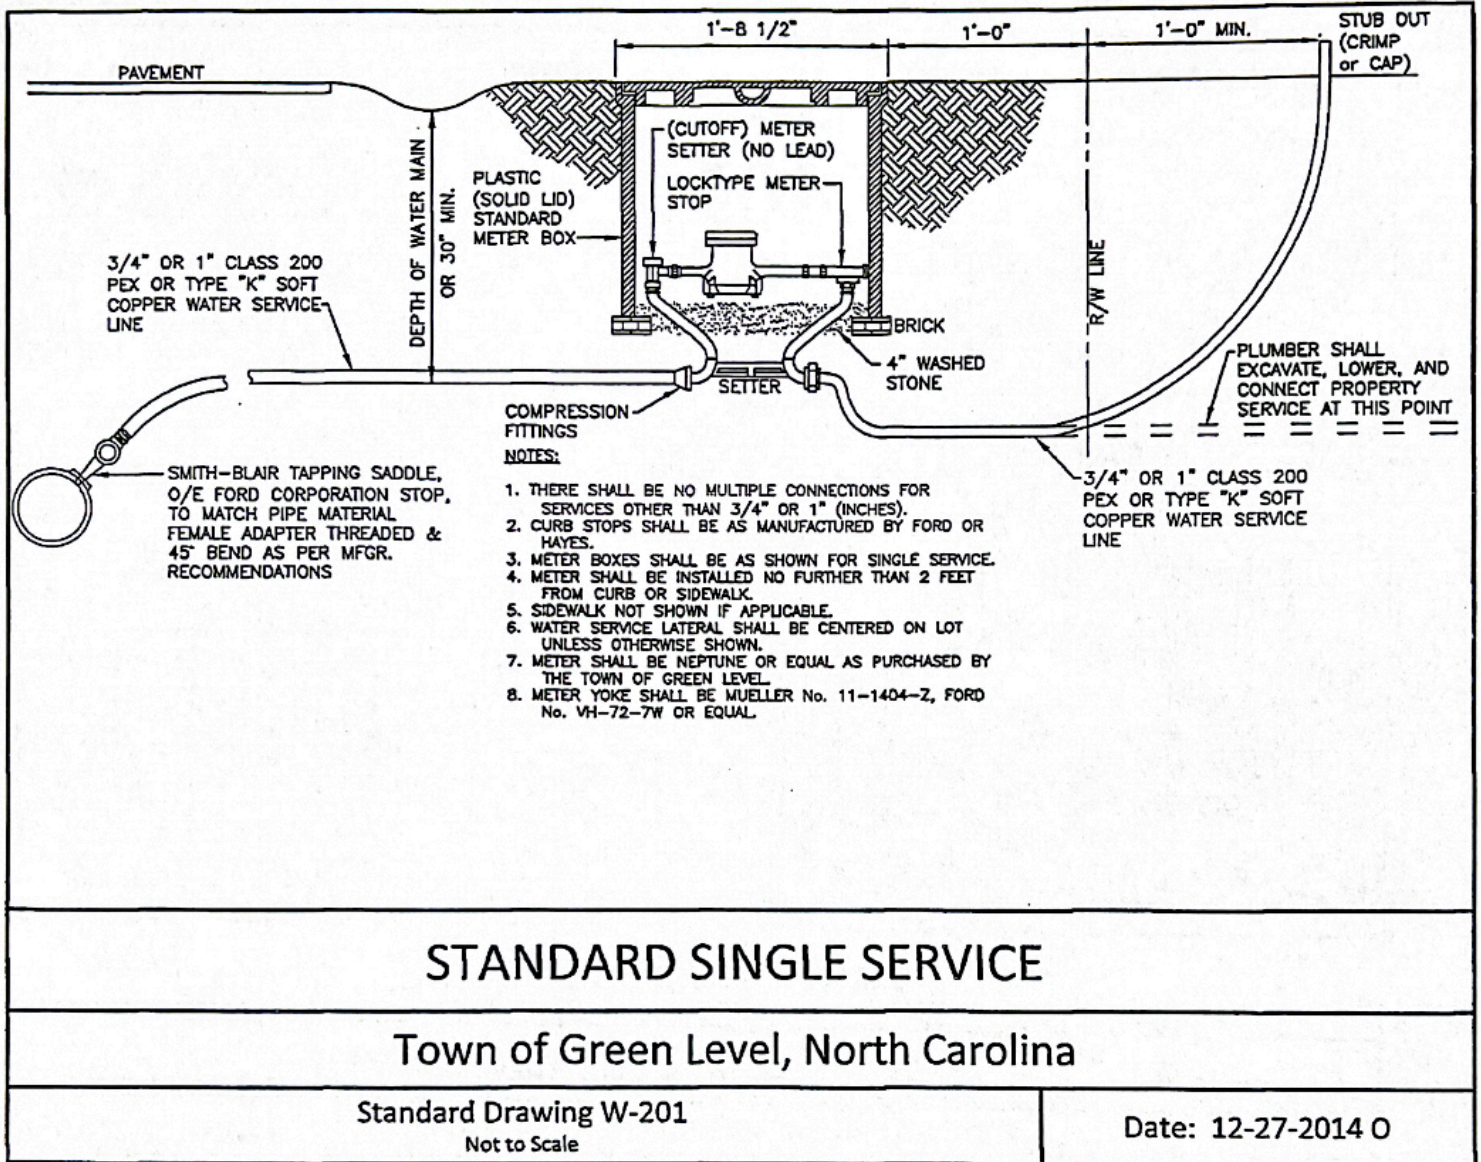 1'-8 1/2"
1'-0"
1'-0" MIN.
STUB OUT
(CRIMP
or CAP)
PAVEMENT
(CUTOFF) METER
SETTER (NO LEAD)
LOCKTYPE METER
STOP
PLASTIC
(SOLID LID)
STANDARD
METER BOX
DEPTH OF WATER MAIN
OR 30" MIN.
3/4" OR 1" CLASS 200
PEX OR TYPE "K" SOFT
COPPER WATER SERVICE
LINE
R/W LINE
BRICK
4" WASHED
STONE
SETTER
PLUMBER SHALL
EXCAVATE, LOWER, AND
CONNECT PROPERTY
SERVICE AT THIS POINT
COMPRESSION
FITTINGS
SMITH-BLAIR TAPPING SADDLE,
O/E FORD CORPORATION STOP,
TO MATCH PIPE MATERIAL
FEMALE ADAPTER THREADED &
45° BEND AS PER MFGR.
RECOMMENDATIONS
3/4" OR 1" CLASS 200
PEX OR TYPE "K" SOFT
COPPER WATER SERVICE
LINE
NOTES:
1. THERE SHALL BE NO MULTIPLE CONNECTIONS FOR
SERVICES OTHER THAN 3/4" OR 1" (INCHES).
2. CURB STOPS SHALL BE AS MANUFACTURED BY FORD OR
HAYES.
3. METER BOXES SHALL BE AS SHOWN FOR SINGLE SERVICE.
4. METER SHALL BE INSTALLED NO FURTHER THAN 2 FEET
FROM CURB OR SIDEWALK.
5. SIDEWALK NOT SHOWN IF APPLICABLE.
6. WATER SERVICE LATERAL SHALL BE CENTERED ON LOT
UNLESS OTHERWISE SHOWN.
7. METER SHALL BE NEPTUNE OR EQUAL AS PURCHASED BY
THE TOWN OF GREEN LEVEL.
8. METER YOKE SHALL BE MUELLER No. 11-1404-Z, FORD
No. VH-72-7W OR EQUAL.
STANDARD SINGLE SERVICE
Town of Green Level, North Carolina
Standard Drawing W-201
Not to Scale
Date: 12-27-2014 O